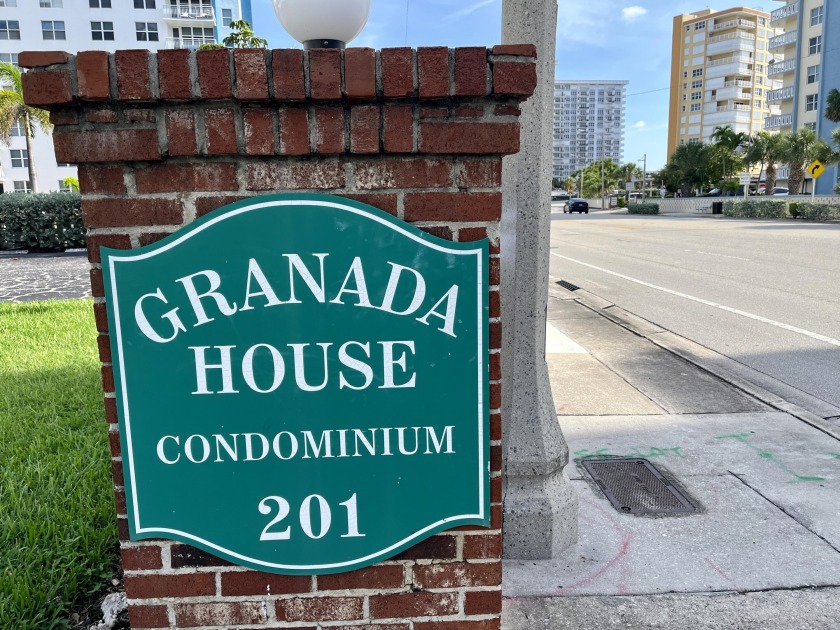 GRANADA
HOUSE
CONDOMINIUM
201